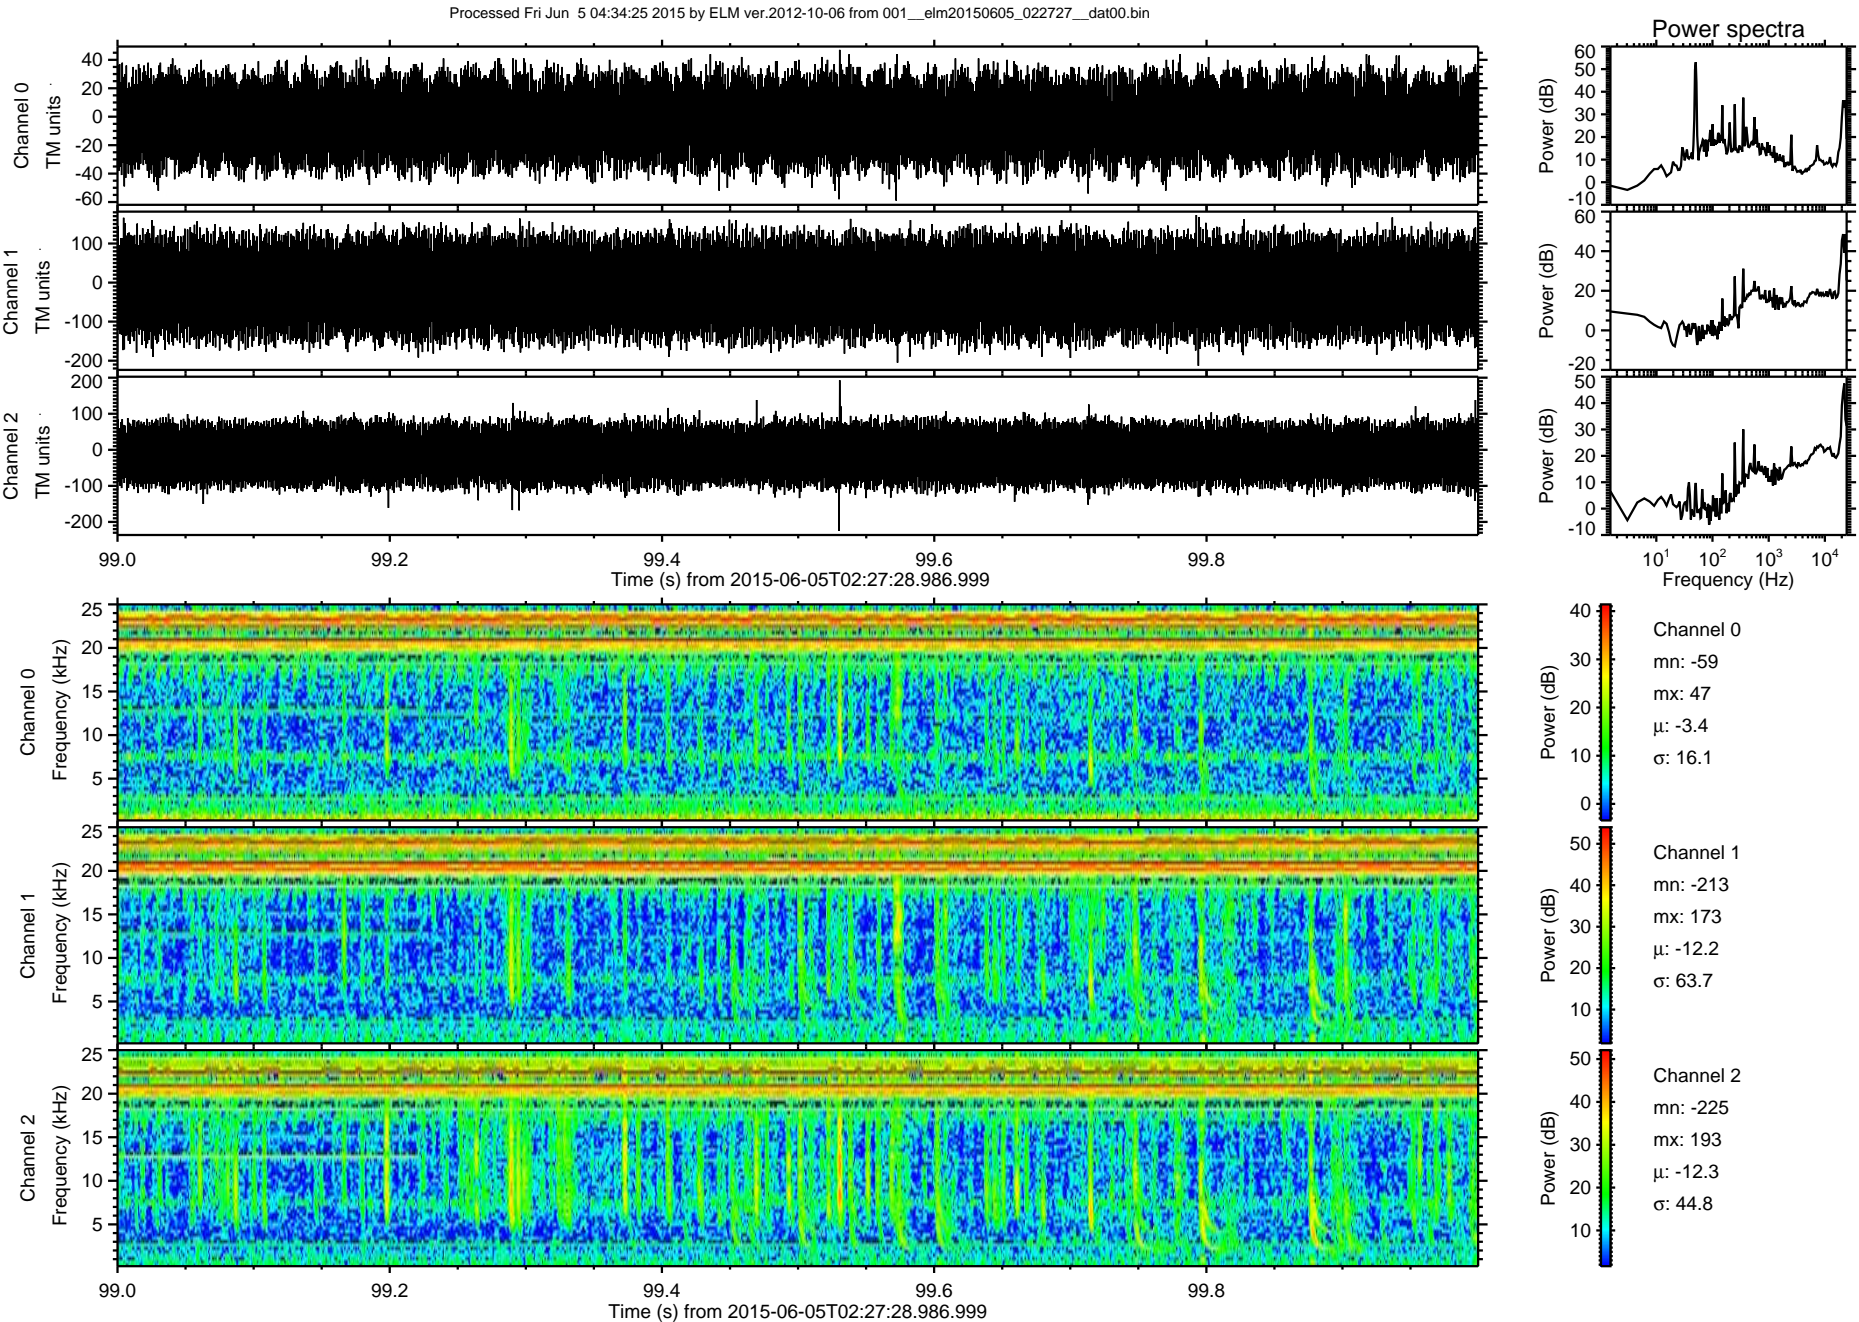 Processed Fri Jun  5 04:34:25 2015 by ELM ver.2012-10-06 from 001__elm20150605_022727__dat00.bin
Power spectra
Channel 0
TM units
40
20
0
-20
-40
-60
Power (dB)
60
50
40
30
20
10
0
-10
Channel 1
TM units
100
0
-100
-200
Power (dB)
60
40
20
0
-20
Channel 2
TM units
200
100
0
-100
-200
Power (dB)
50
40
30
20
10
0
-10
99.0 99.2 99.4 99.6 99.8
Time (s) from 2015-06-05T02:27:28.986.999
10¹ 10² 10³ 10⁴
Frequency (Hz)
Channel 0
Frequency (kHz)
25
20
15
10
5
Power (dB)
40
30
20
10
0
Channel 0
mn: -59
mx: 47
μ: -3.4
σ: 16.1
Channel 1
Frequency (kHz)
25
20
15
10
5
Power (dB)
50
40
30
20
10
Channel 1
mn: -213
mx: 173
μ: -12.2
σ: 63.7
Channel 2
Frequency (kHz)
25
20
15
10
5
Power (dB)
50
40
30
20
10
Channel 2
mn: -225
mx: 193
μ: -12.3
σ: 44.8
99.0 99.2 99.4 99.6 99.8
Time (s) from 2015-06-05T02:27:28.986.999